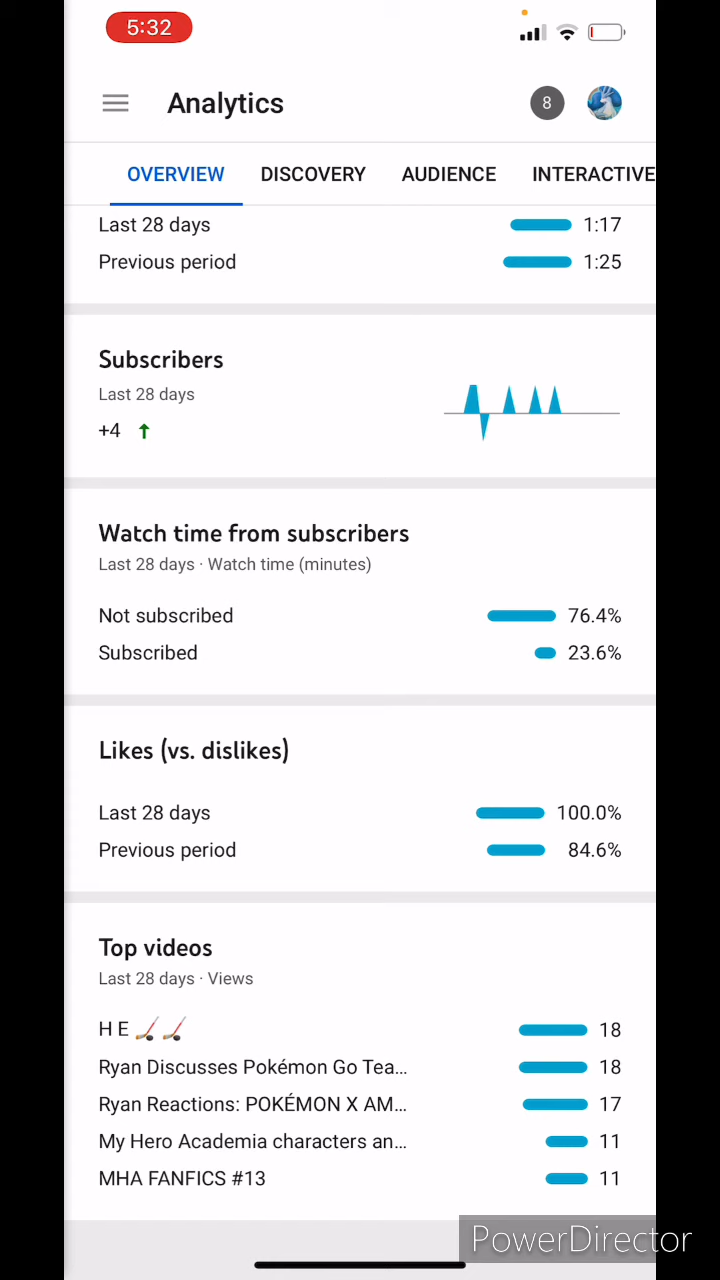 5:32
Analytics
8
OVERVIEW DISCOVERY AUDIENCE INTERACTIVE
Last 28 days 1:17
Previous period 1:25
Subscribers
Last 28 days
+4
Watch time from subscribers
Last 28 days · Watch time (minutes)
Not subscribed 76.4%
Subscribed 23.6%
Likes (vs. dislikes)
Last 28 days 100.0%
Previous period 84.6%
Top videos
Last 28 days · Views
H E 🏒🏒 18
Ryan Discusses Pokémon Go Tea... 18
Ryan Reactions: POKÉMON X AM... 17
My Hero Academia characters an... 11
MHA FANFICS #13 11
PowerDirector